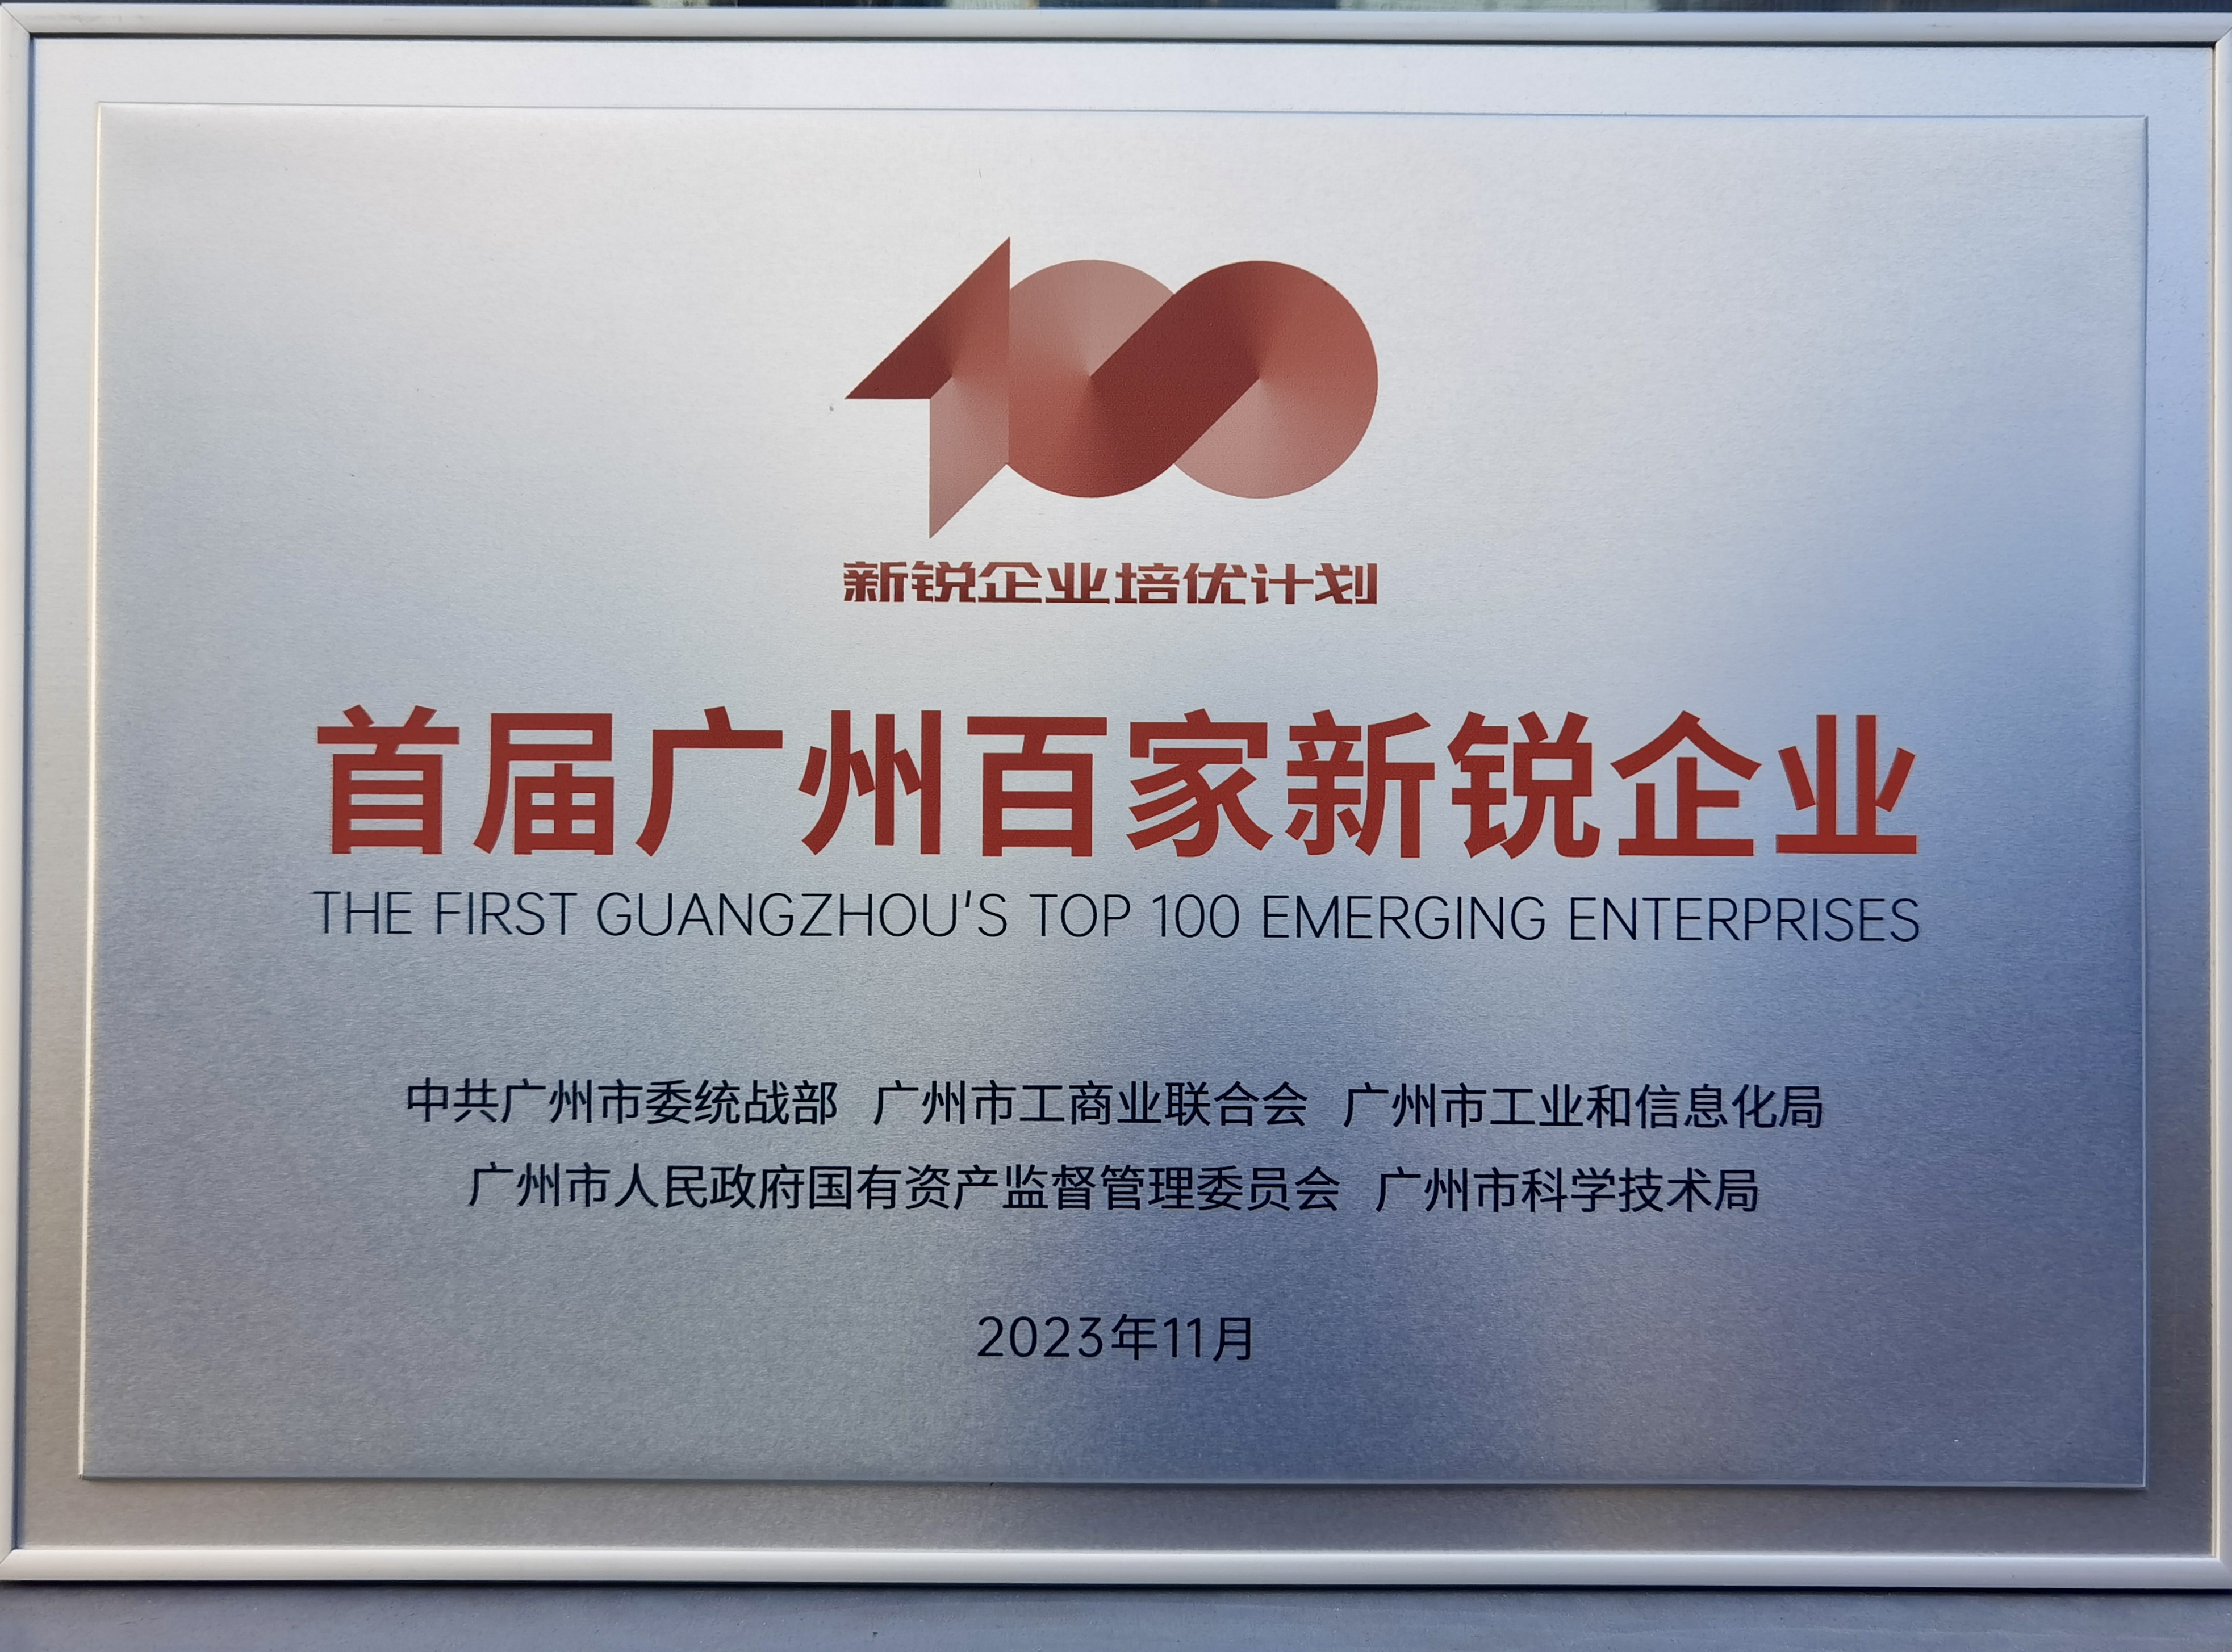 100
新锐企业培优计划
首届广州百家新锐企业
THE FIRST GUANGZHOU'S TOP 100 EMERGING ENTERPRISES
中共广州市委统战部 广州市工商业联合会 广州市工业和信息化局
广州市人民政府国有资产监督管理委员会 广州市科学技术局
2023年11月